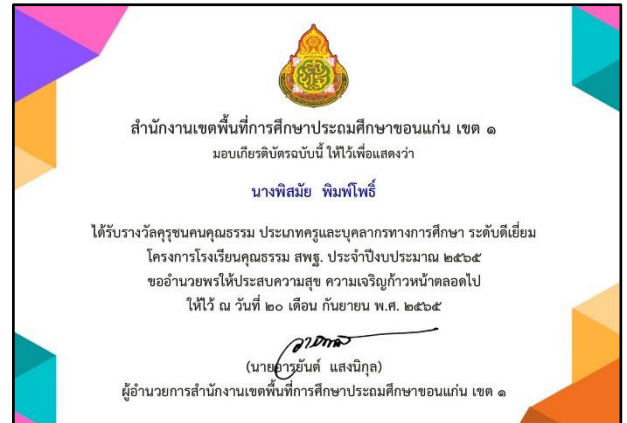 สำนักงานเขตพื้นที่การศึกษาประถมศึกษาขอนแก่น เขต ๑
มอบเกียรติบัตรฉบับนี้ ให้ไว้เพื่อแสดงว่า
นางพิสมัย พิมพ์โพธิ์
ได้รับรางวัลคุรุชนคนคุณธรรม ประเภทครูและบุคลากรทางการศึกษา ระดับดีเยี่ยม
โครงการโรงเรียนคุณธรรม สพฐ. ประจำปีงบประมาณ ๒๕๖๕
ขออำนวยพรให้ประสบความสุข ความเจริญก้าวหน้าตลอดไป
ให้ไว้ ณ วันที่ ๒๐ เดือน กันยายน พ.ศ. ๒๕๖๕
(นายอารยันต์ แสงนิกุล)
ผู้อำนวยการสำนักงานเขตพื้นที่การศึกษาประถมศึกษาขอนแก่น เขต ๑